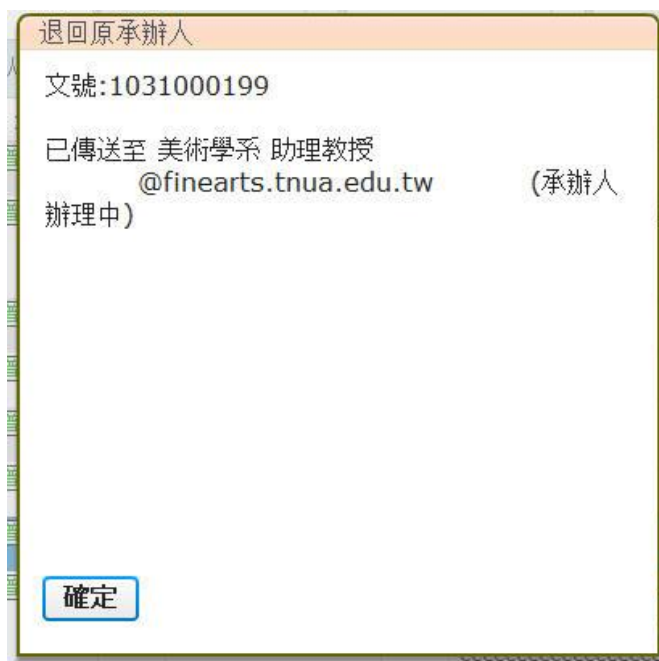 退回原承辦人
文號:1031000199
已傳送至 美術學系 助理教授
@finearts.tnua.edu.tw (承辦人
辦理中)
確定